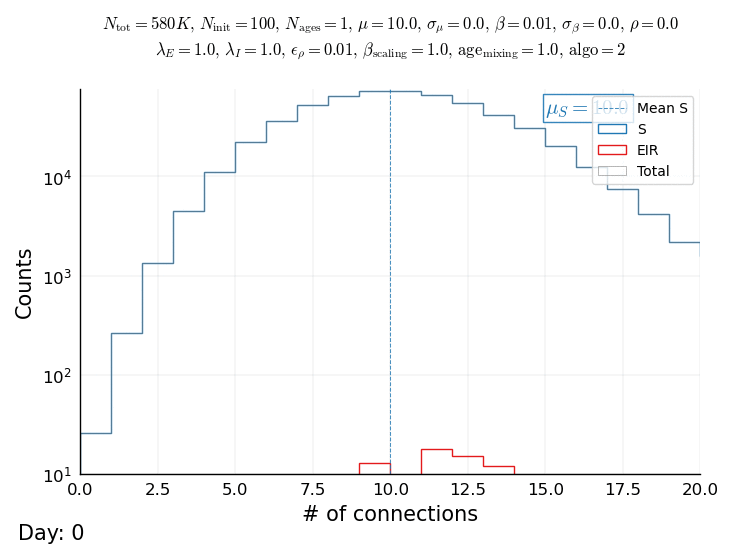 N_tot = 580K, N_init = 100, N_ages = 1, μ = 10.0, σ_μ = 0.0, β = 0.01, σ_β = 0.0, ρ = 0.0
λ_E = 1.0, λ_I = 1.0, ε_ρ = 0.01, β_scaling = 1.0, age_mixing = 1.0, algo = 2
μ_S = 10.0
Mean S
S
EIR
Total
Counts
10^4
10^3
10^2
10^1
0.0 2.5 5.0 7.5 10.0 12.5 15.0 17.5 20.0
# of connections
Day: 0